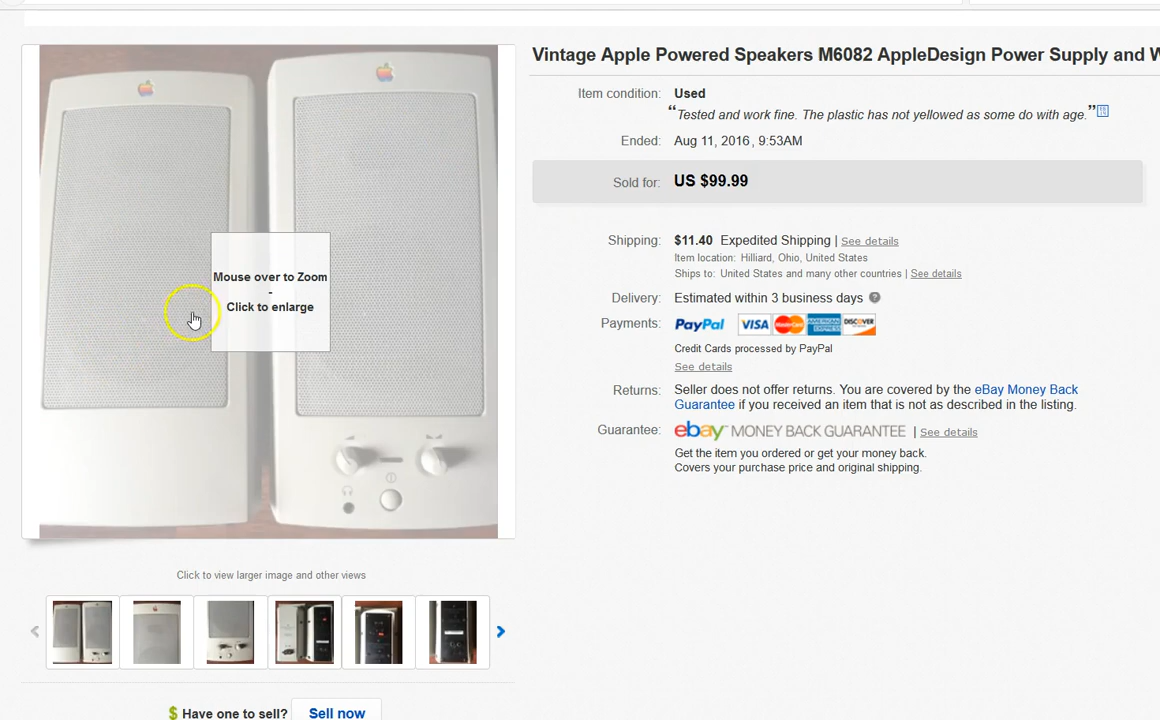 Vintage Apple Powered Speakers M6082 AppleDesign Power Supply and
Item condition: Used
“Tested and work fine. The plastic has not yellowed as some do with age.”
Ended: Aug 11, 2016 , 9:53AM
Sold for: US $99.99
Mouse over to Zoom
-
Click to enlarge
Shipping: $11.40 Expedited Shipping | See details
Item location: Hilliard, Ohio, United States
Ships to: United States and many other countries | See details
Delivery: Estimated within 3 business days ?
Payments: PayPal VISA MasterCard AMERICAN EXPRESS DISCOVER
Credit Cards processed by PayPal
See details
Returns: Seller does not offer returns. You are covered by the eBay Money Back
Guarantee if you received an item that is not as described in the listing.
Guarantee: ebay™ MONEY BACK GUARANTEE | See details
Get the item you ordered or get your money back.
Covers your purchase price and original shipping.
Click to view larger image and other views
$ Have one to sell? Sell now